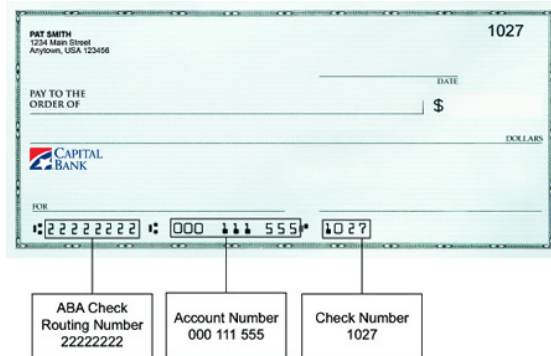 PAT SMITH
1234 Main Street
Anytown, USA 123456
1027
DATE
PAY TO THE
ORDER OF
$
DOLLARS
CAPITAL
BANK
FOR
⑆22222222⑆ 000 111 555⑈ 1027
ABA Check
Routing Number
22222222
Account Number
000 111 555
Check Number
1027